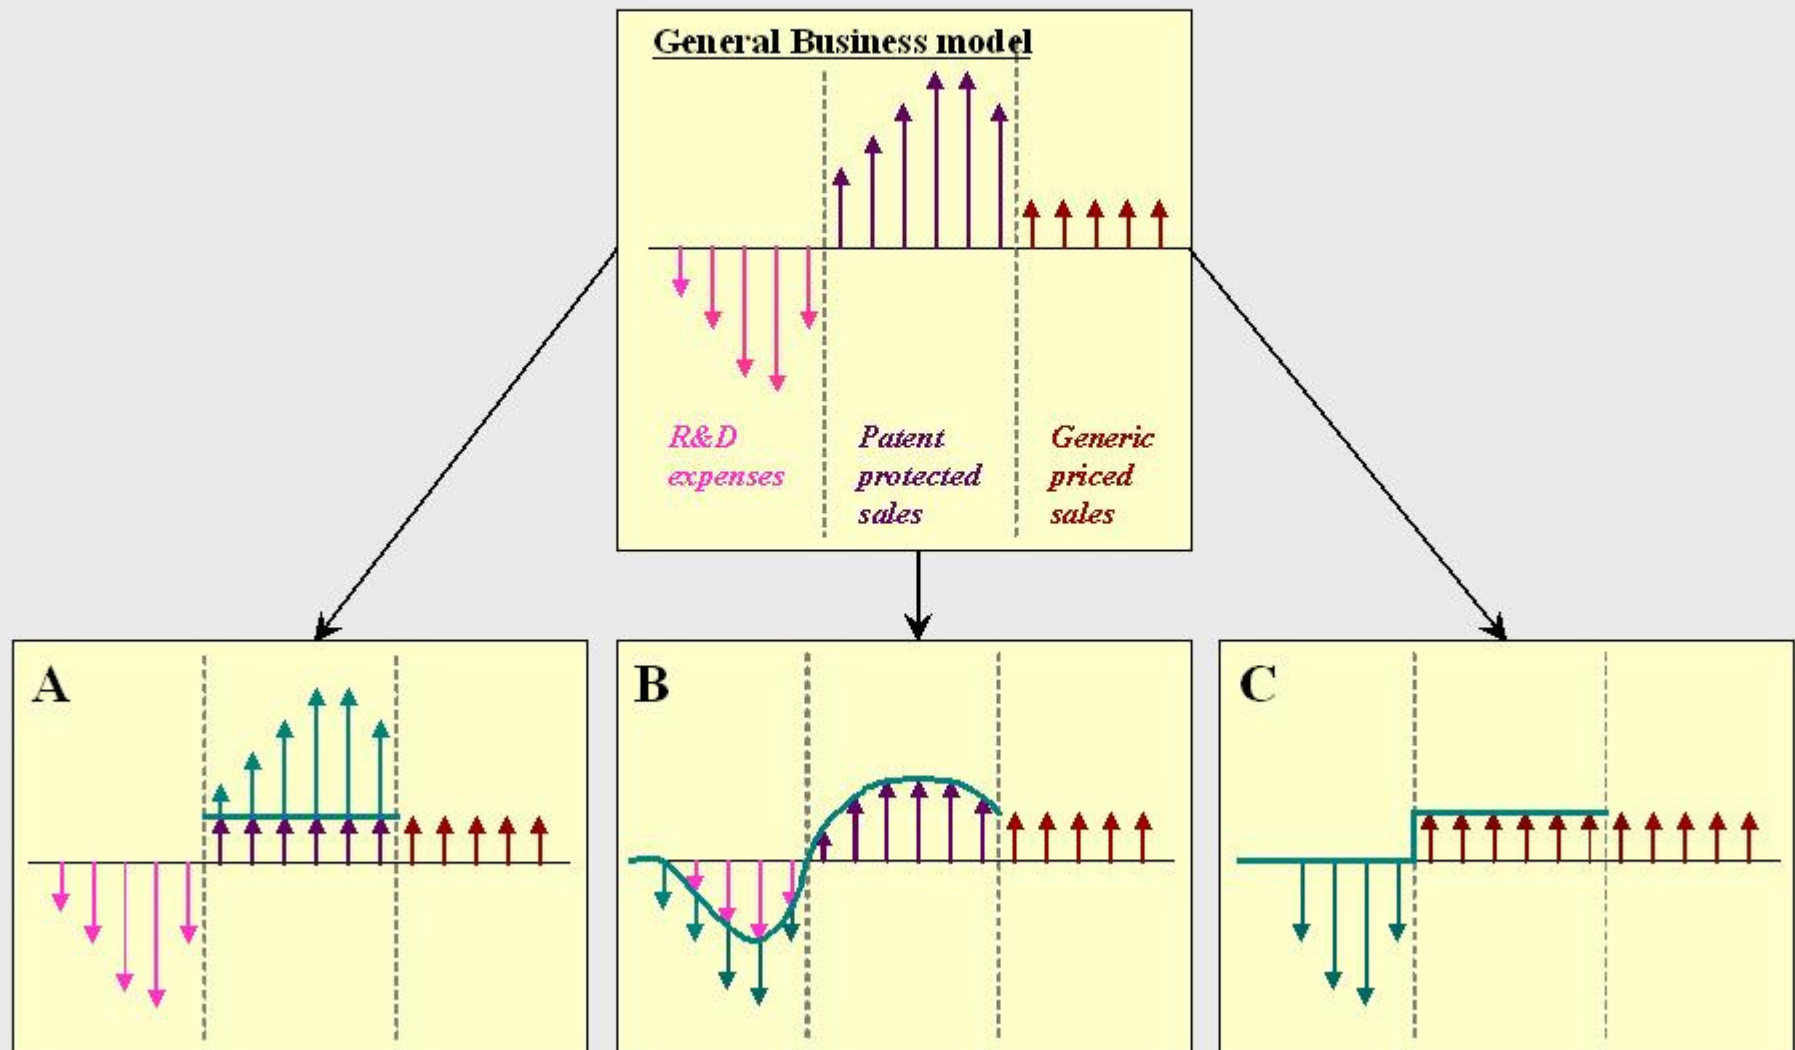 General Business model
R&D
expenses
Patent
protected
sales
Generic
priced
sales
A
B
C